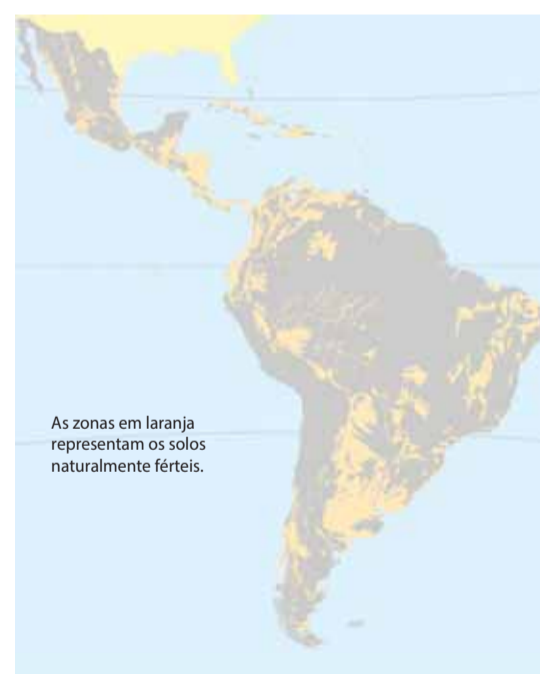 As zonas em laranja
representam os solos
naturalmente férteis.